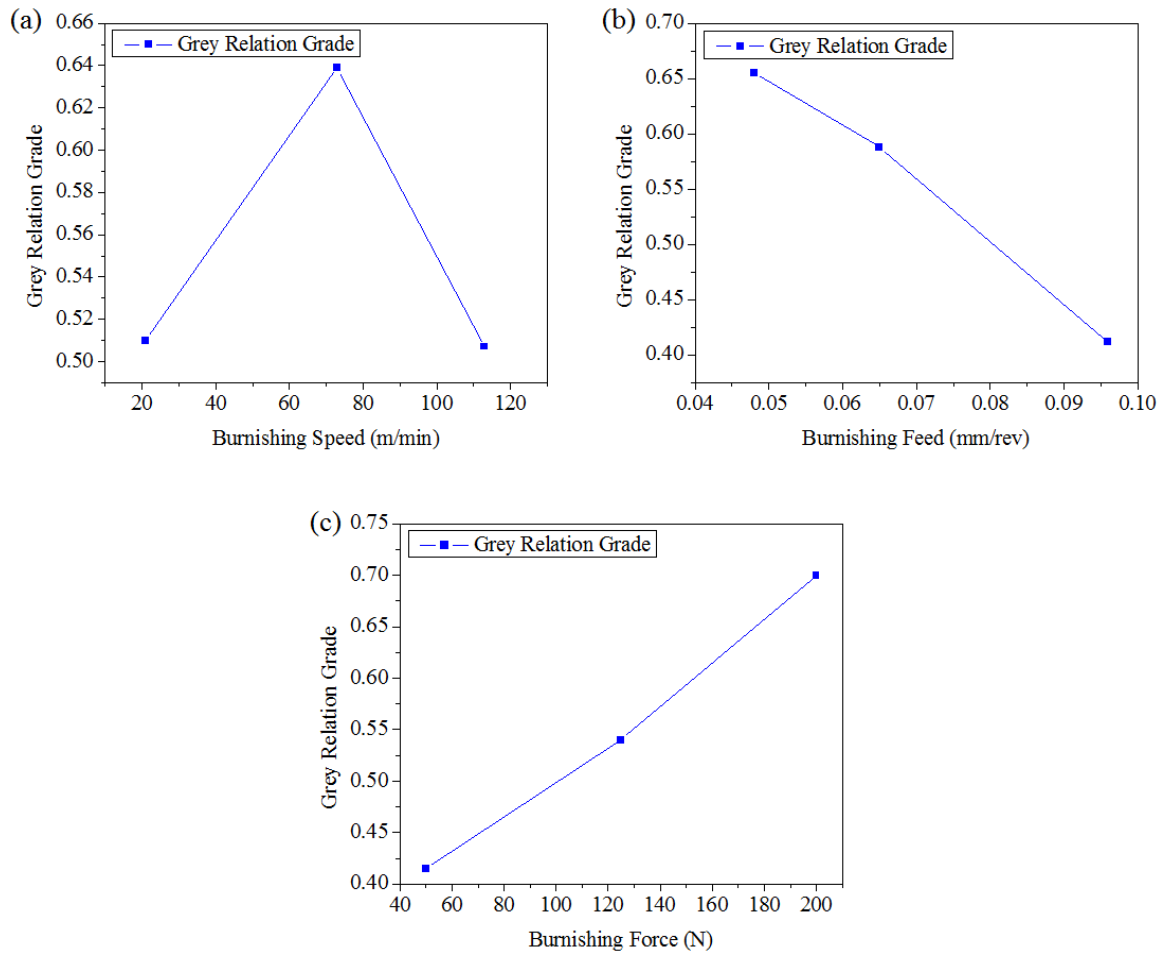 (a)
Grey Relation Grade
0.66
0.64
0.62
0.60
0.58
0.56
0.54
0.52
0.50
Grey Relation Grade
20 40 60 80 100 120
Burnishing Speed (m/min)
(b)
Grey Relation Grade
0.70
0.65
0.60
0.55
0.50
0.45
0.40
Grey Relation Grade
0.04 0.05 0.06 0.07 0.08 0.09 0.10
Burnishing Feed (mm/rev)
(c)
Grey Relation Grade
0.75
0.70
0.65
0.60
0.55
0.50
0.45
0.40
Grey Relation Grade
40 60 80 100 120 140 160 180 200
Burnishing Force (N)